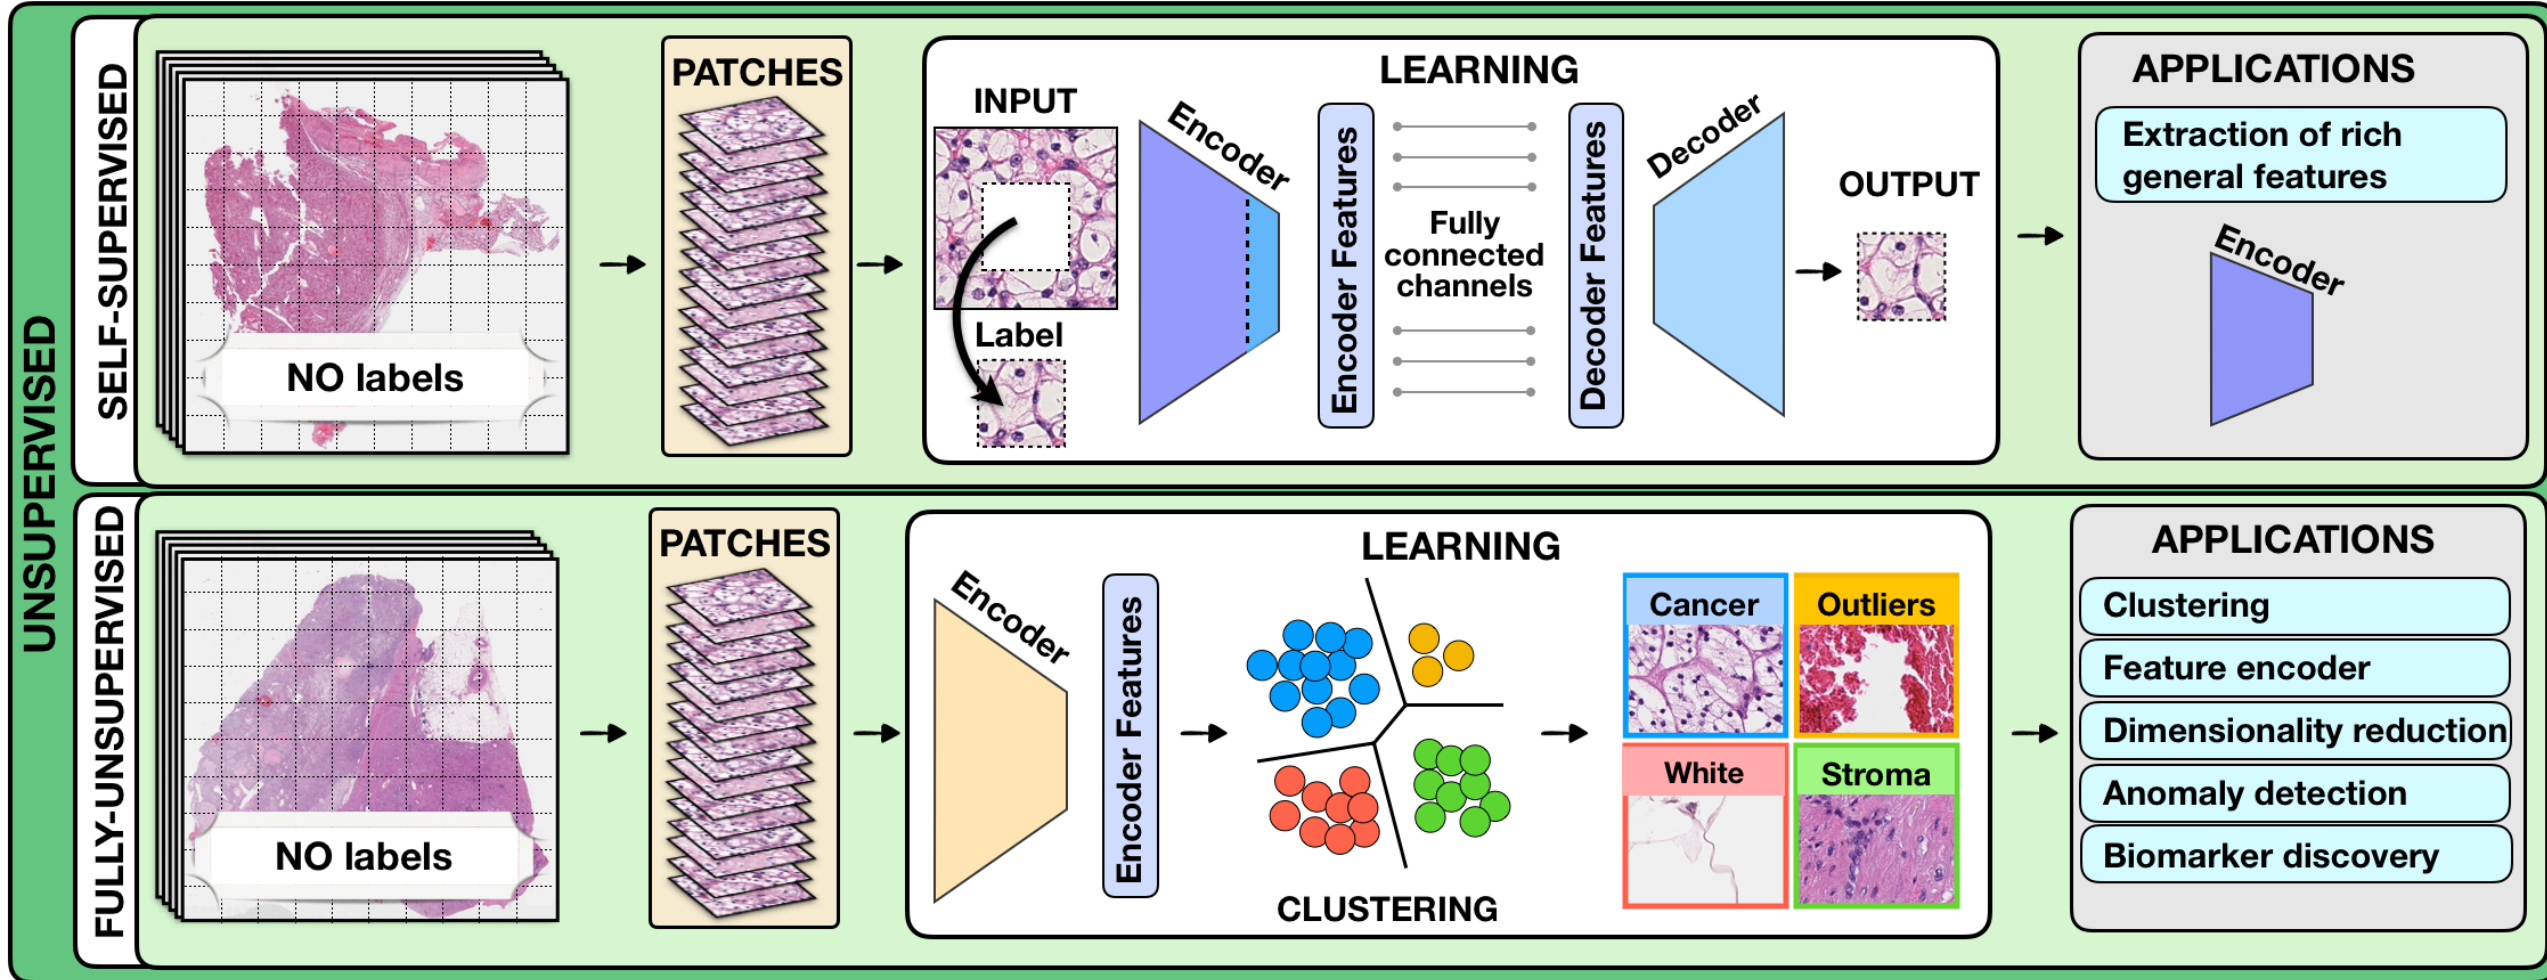 UNSUPERVISED
SELF-SUPERVISED
NO labels
PATCHES
LEARNING
INPUT
Label
Encoder
Encoder Features
Fully
connected
channels
Decoder Features
Decoder
OUTPUT
APPLICATIONS
Extraction of rich
general features
Encoder
FULLY-UNSUPERVISED
NO labels
PATCHES
LEARNING
Encoder
Encoder Features
CLUSTERING
Cancer
Outliers
White
Stroma
APPLICATIONS
Clustering
Feature encoder
Dimensionality reduction
Anomaly detection
Biomarker discovery